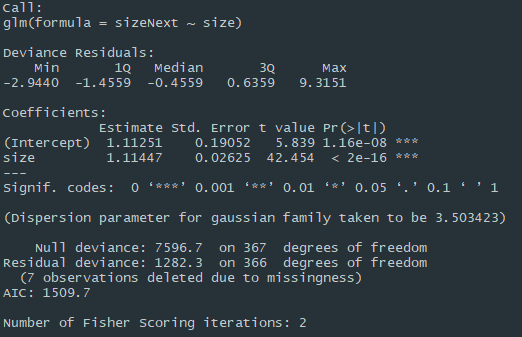 Call:
glm(formula = sizeNext ~ size)
Deviance Residuals:
    Min       1Q   Median       3Q      Max
-2.9440  -1.4559  -0.4559   0.6359   9.3151
Coefficients:
            Estimate Std. Error t value Pr(>|t|)
(Intercept)  1.11251    0.19052   5.839 1.16e-08 ***
size         1.11447    0.02625  42.454  < 2e-16 ***
---
Signif. codes:  0 ‘***’ 0.001 ‘**’ 0.01 ‘*’ 0.05 ‘.’ 0.1 ‘ ’ 1
(Dispersion parameter for gaussian family taken to be 3.503423)
    Null deviance: 7596.7  on 367  degrees of freedom
Residual deviance: 1282.3  on 366  degrees of freedom
  (7 observations deleted due to missingness)
AIC: 1509.7
Number of Fisher Scoring iterations: 2